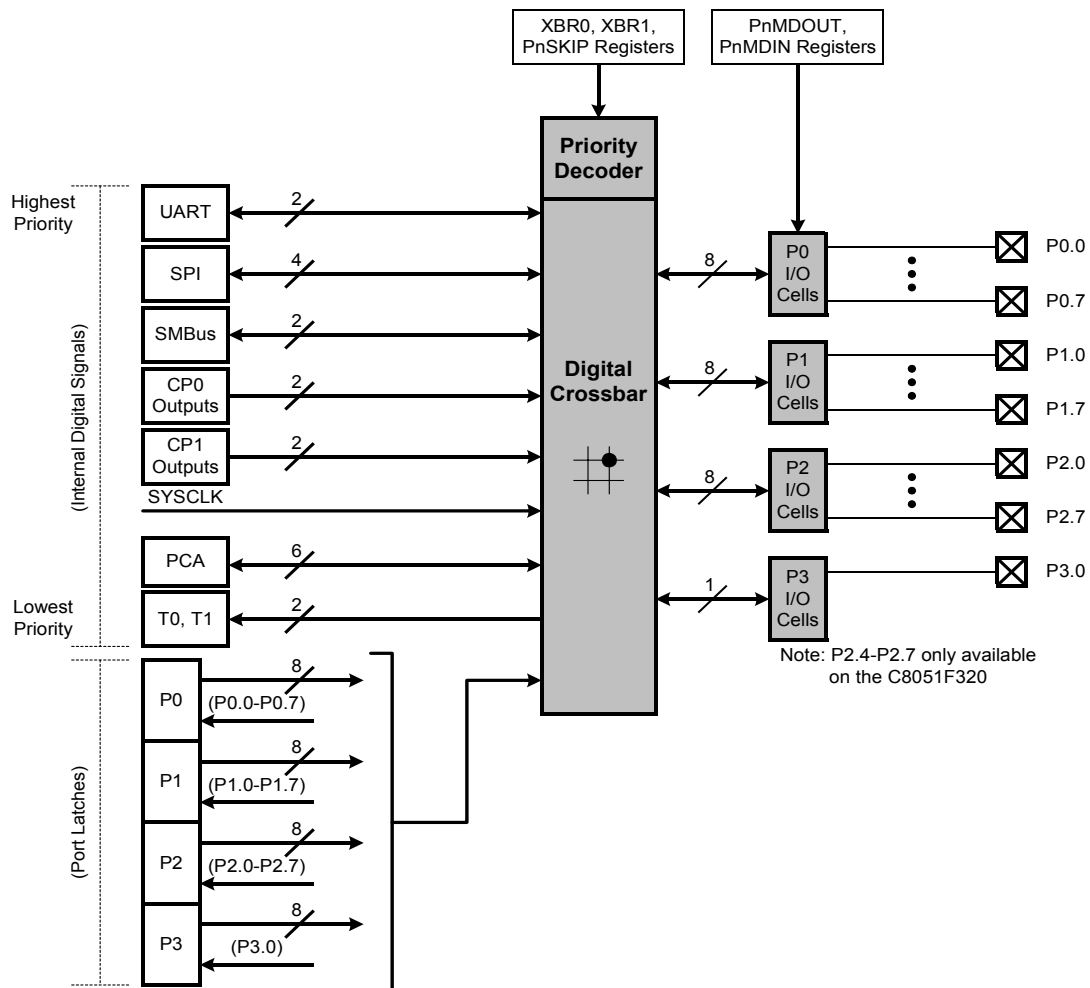 XBR0, XBR1,
PnSKIP Registers
PnMDOUT,
PnMDIN Registers
Priority
Decoder
Highest
Priority
UART
2
SPI
4
SMBus
2
CP0
Outputs
2
CP1
Outputs
2
SYSCLK
PCA
6
T0, T1
2
Lowest
Priority
(Internal Digital Signals)
Digital
Crossbar
8
P0
I/O
Cells
P0.0
P0.7
8
P1
I/O
Cells
P1.0
P1.7
8
P2
I/O
Cells
P2.0
P2.7
1
P3
I/O
Cells
P3.0
Note: P2.4-P2.7 only available
on the C8051F320
(Port Latches)
P0
8
(P0.0-P0.7)
P1
8
(P1.0-P1.7)
P2
8
(P2.0-P2.7)
P3
8
(P3.0)